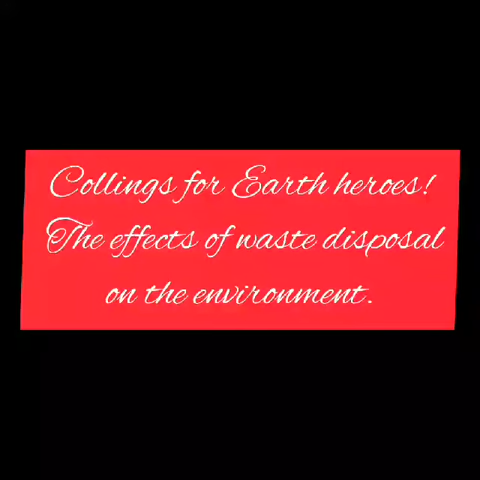 Collings for Earth heroes!
The effects of waste disposal
on the environment.